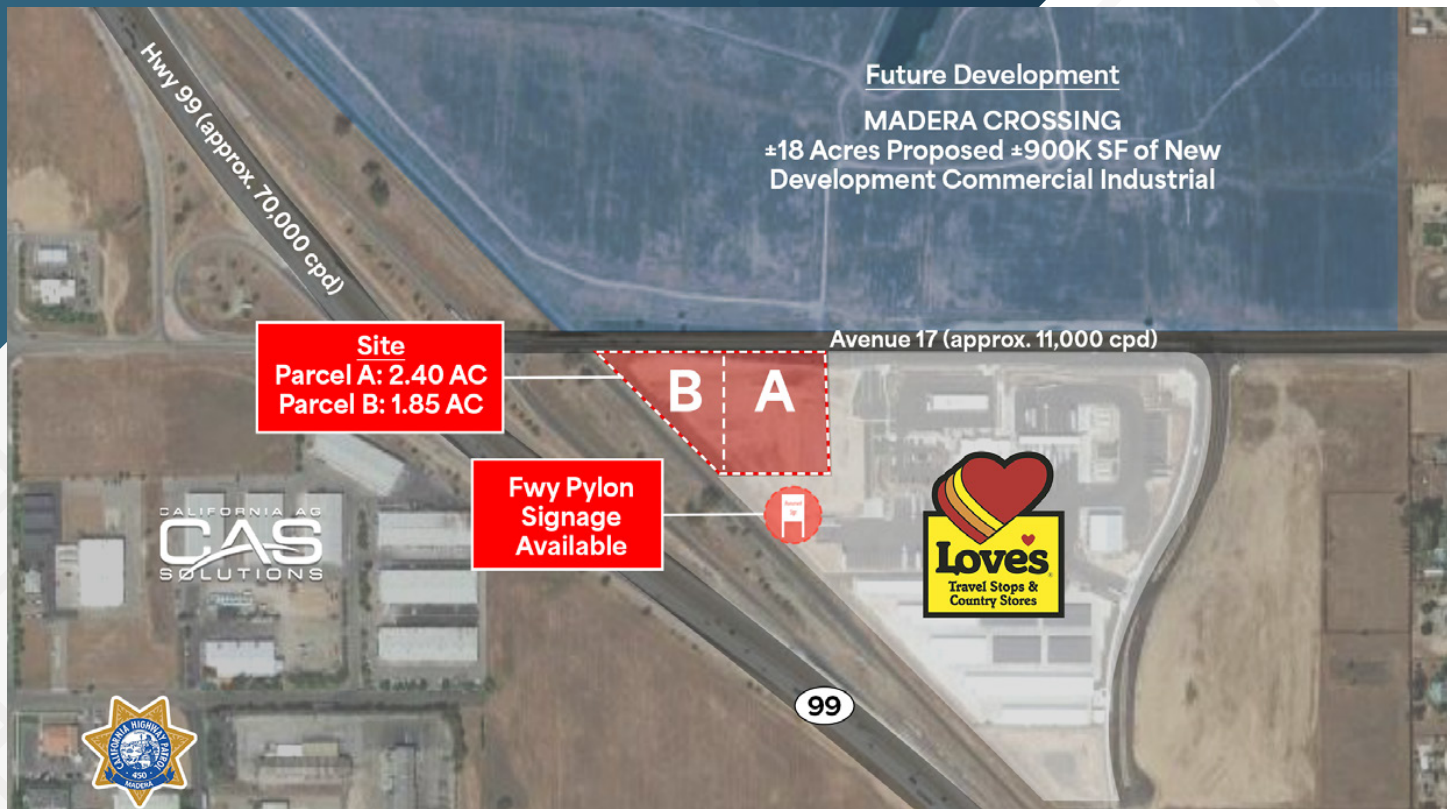 Future Development
MADERA CROSSING
±18 Acres Proposed ±900K SF of New
Development Commercial Industrial
Hwy 99 (approx. 70,000 cpd)
Avenue 17 (approx. 11,000 cpd)
Site
Parcel A: 2.40 AC
Parcel B: 1.85 AC
B
A
Fwy Pylon
Signage
Available
CALIFORNIA AG
CAS
SOLUTIONS
Love's
Travel Stops &
Country Stores
99
CALIFORNIA HIGHWAY PATROL
450
MADERA